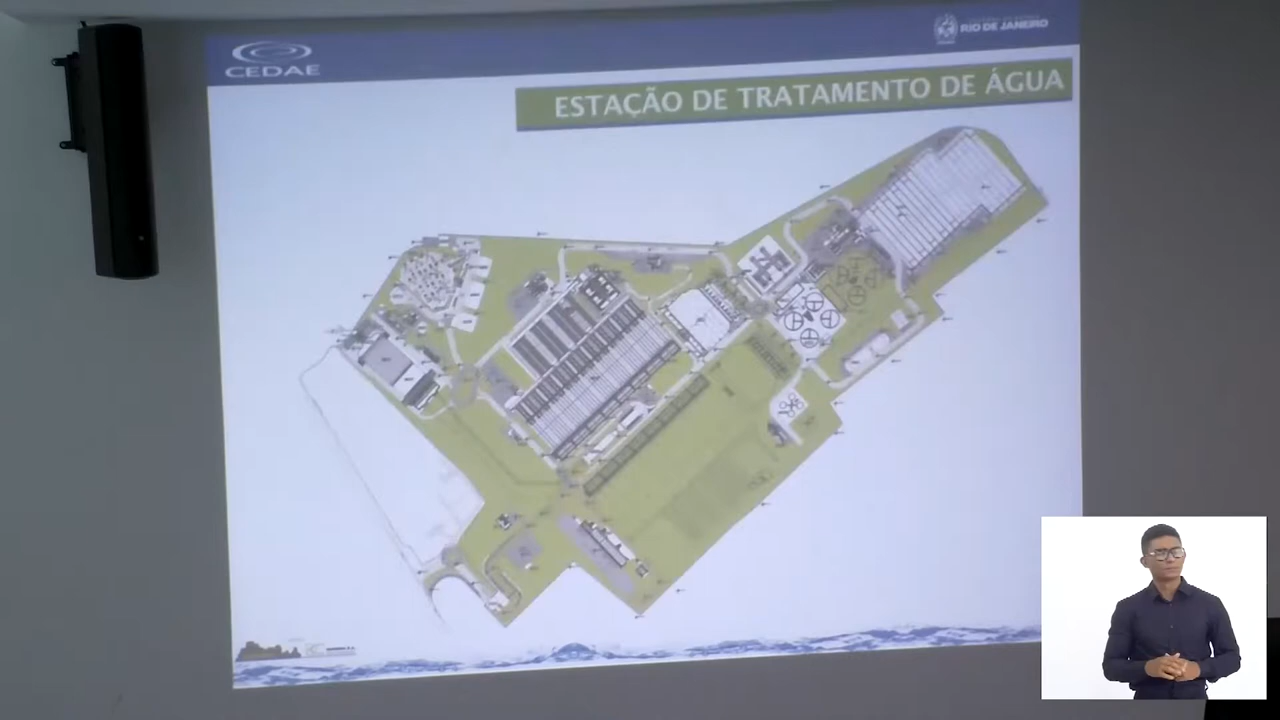 CEDAE
RIO DE JANEIRO
ESTAÇÃO DE TRATAMENTO DE ÁGUA